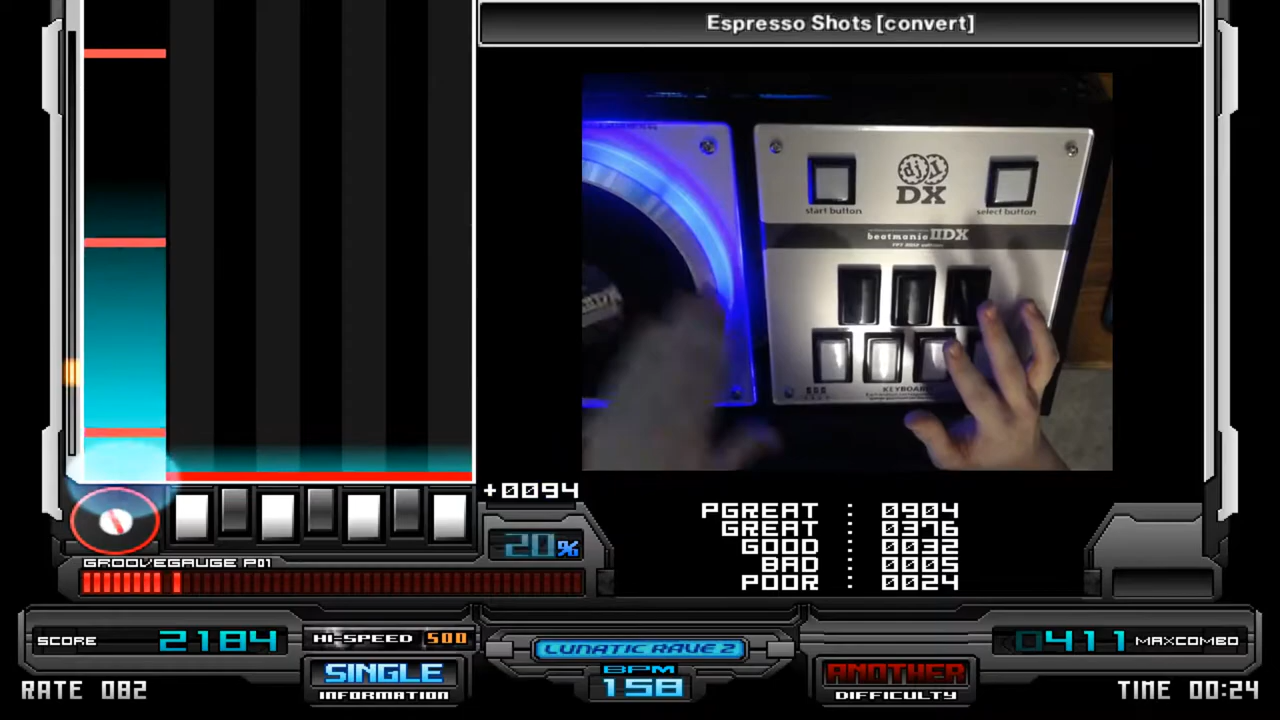 Espresso Shots [convert]
DX
start button
select button
beatmania IIDX
KEYBOARD
+0094
20%
PGREAT : 0904
GREAT : 0376
GOOD : 0032
BAD : 0005
POOR : 0024
GROOVEGAUGE P01
SCORE 2184
HI-SPEED 500
LUNATIC RAVE 2
0411 MAXCOMBO
SINGLE
INFORMATION
BPM
158
ANOTHER
DIFFICULTY
RATE 082
TIME 00:24